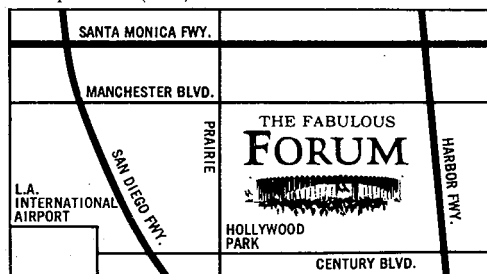 SANTA MONICA FWY.
MANCHESTER BLVD.
PRAIRIE
THE FABULOUS
FORUM
HARBOR FWY.
SAN DIEGO FWY.
L.A.
INTERNATIONAL
AIRPORT
HOLLYWOOD
PARK
CENTURY BLVD.